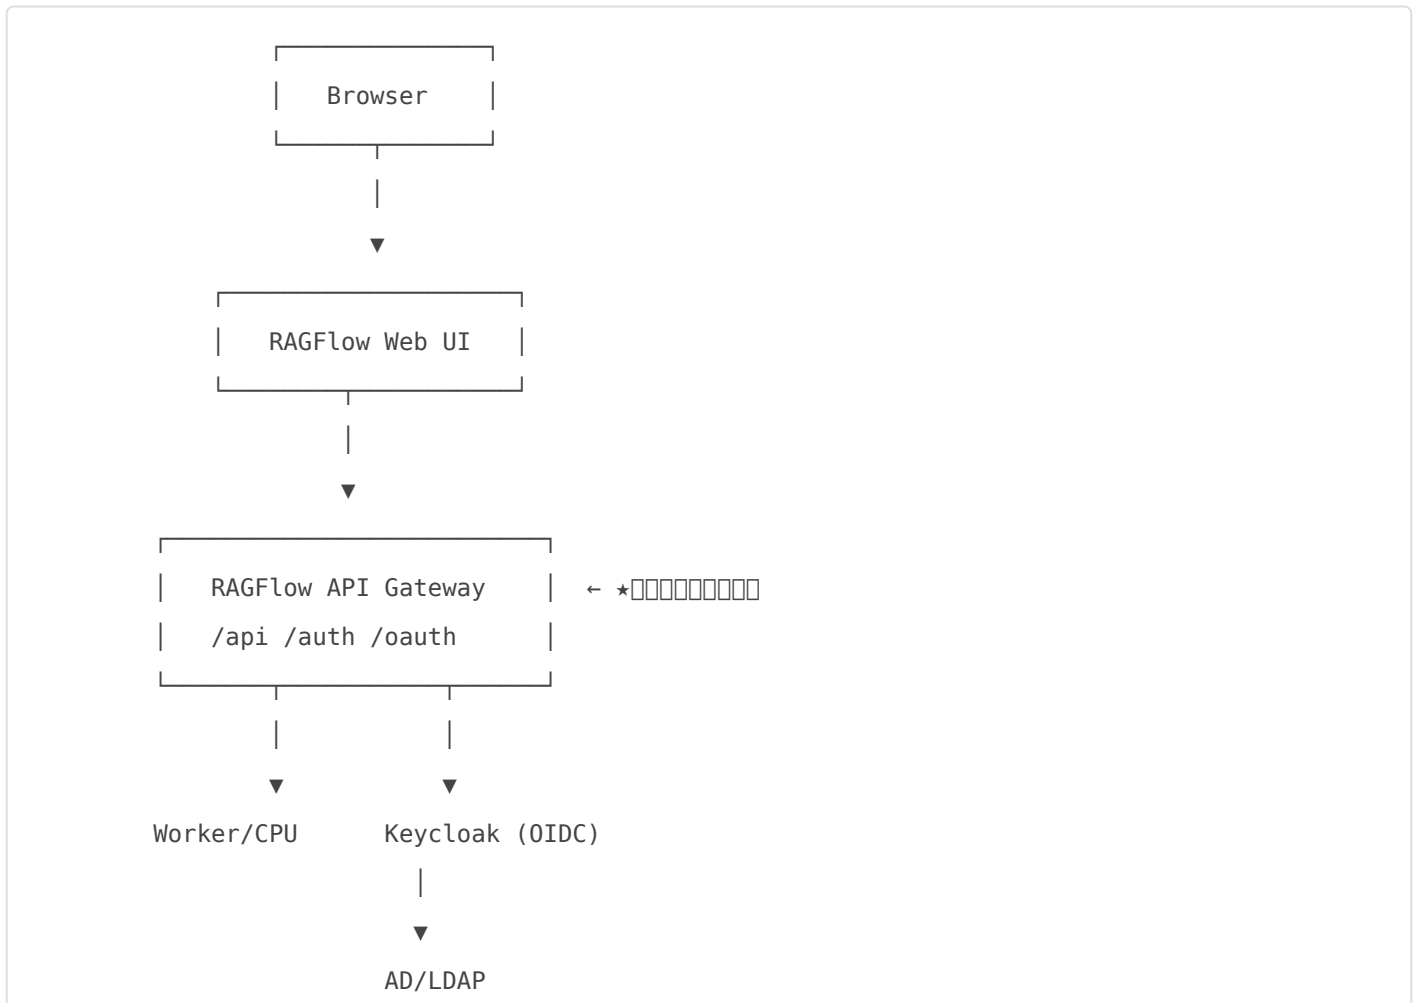 Browser
RAGFlow Web UI
RAGFlow API Gateway ← ★
/api /auth /oauth
Worker/CPU Keycloak (OIDC)
AD/LDAP